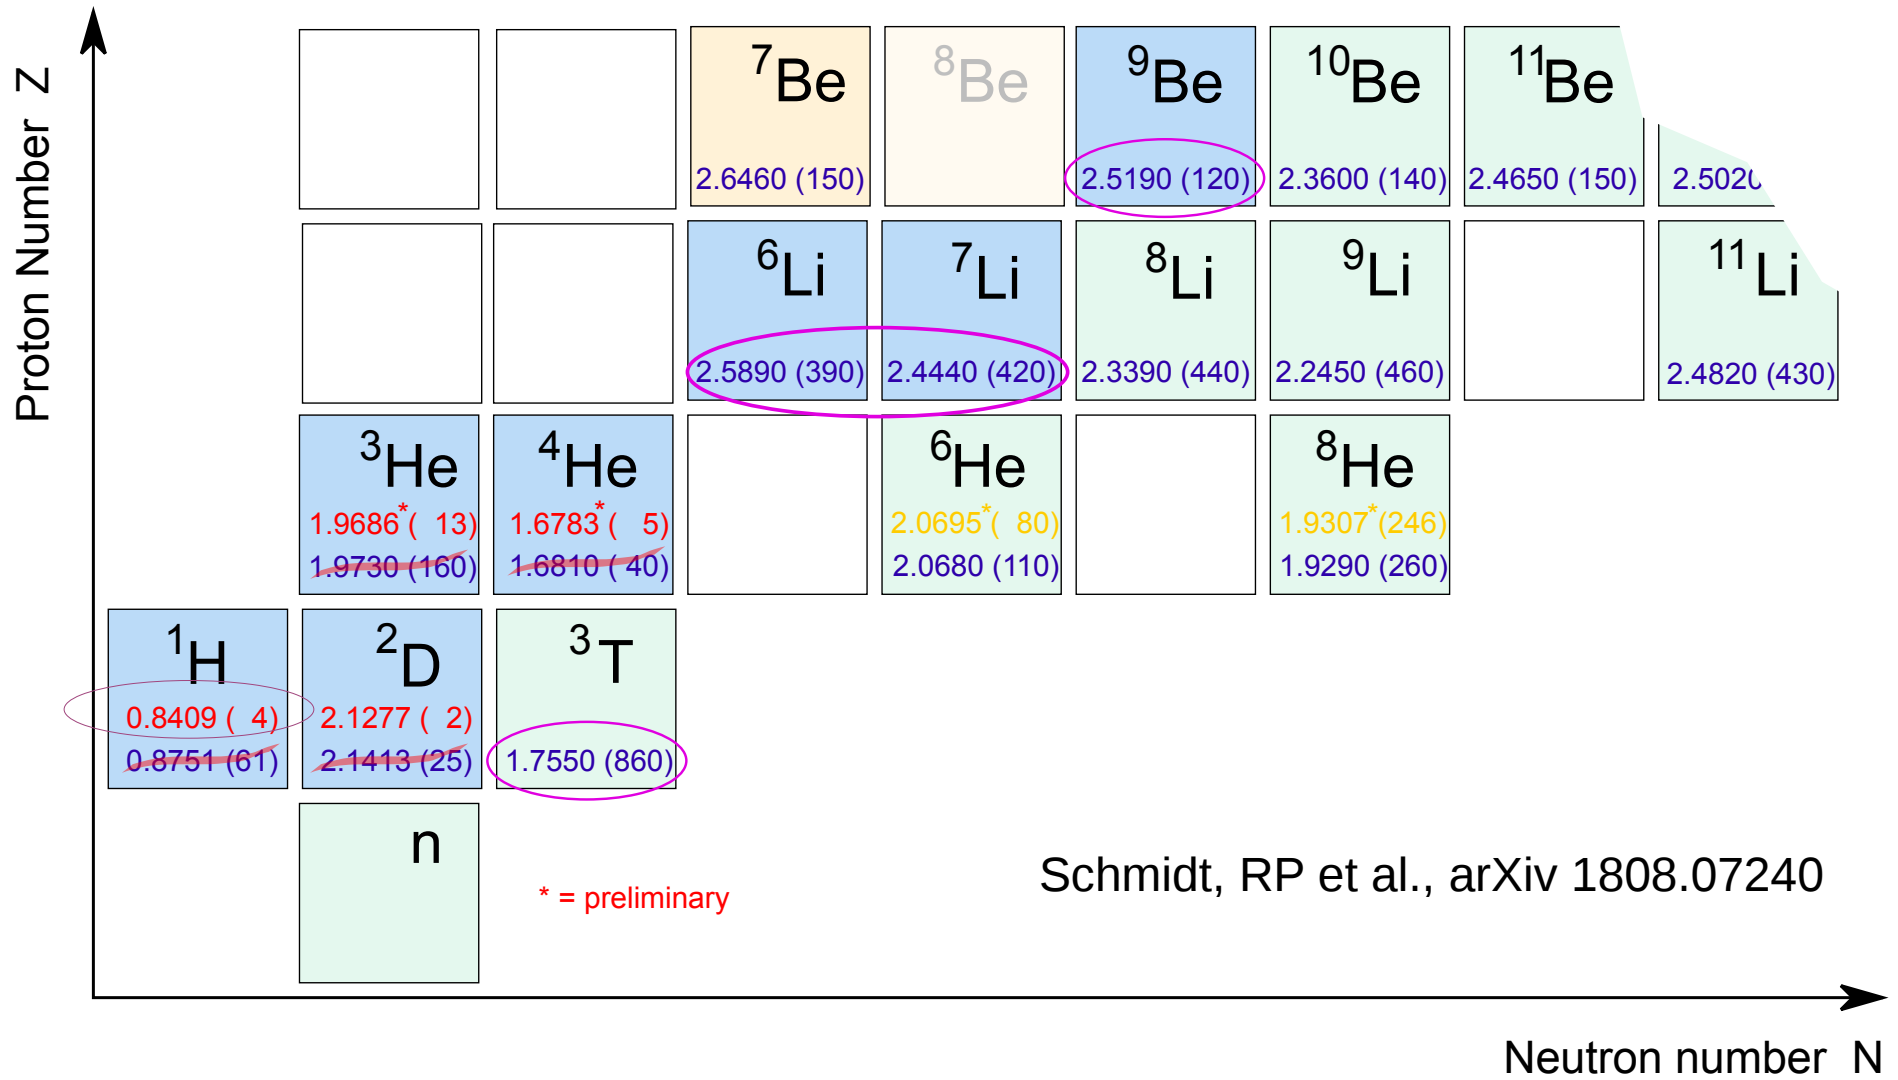 Proton Number Z
7Be
2.6460 (150)
8Be
9Be
2.5190 (120)
10Be
2.3600 (140)
11Be
2.4650 (150)
2.5020
6Li
2.5890 (390)
7Li
2.4440 (420)
8Li
2.3390 (440)
9Li
2.2450 (460)
11Li
2.4820 (430)
3He
1.9686*( 13)
1.9730 (160)
4He
1.6783*( 5)
1.6810 ( 40)
6He
2.0695*( 80)
2.0680 (110)
8He
1.9307*(246)
1.9290 (260)
1H
0.8409 ( 4)
0.8751 (61)
2D
2.1277 ( 2)
2.1413 (25)
3T
1.7550 (860)
n
* = preliminary
Schmidt, RP et al., arXiv 1808.07240
Neutron number N